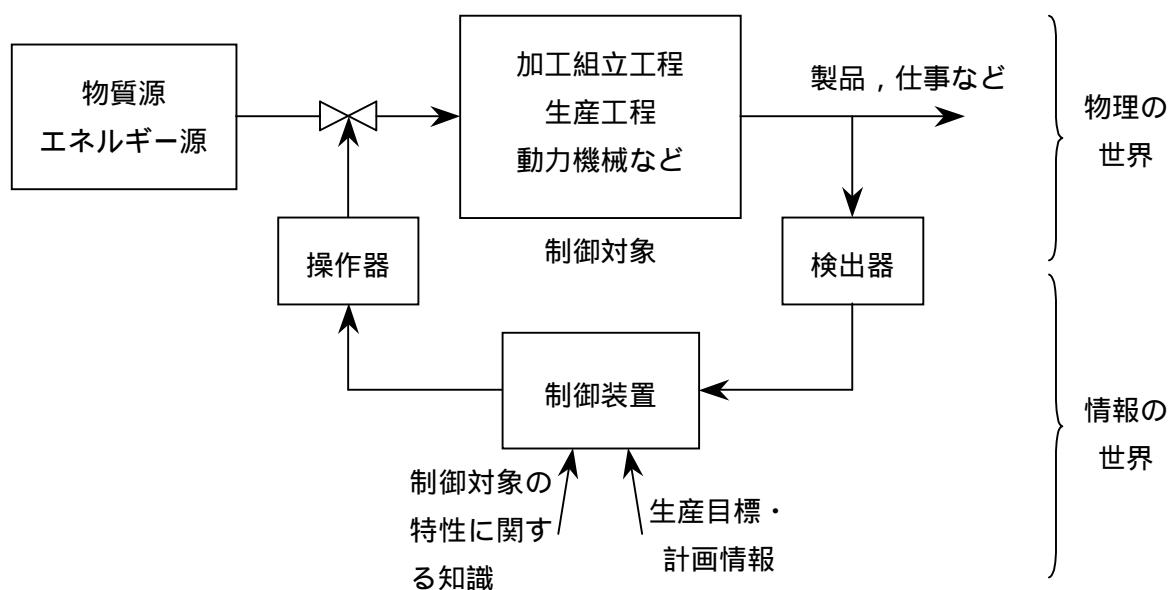 物質源
エネルギー源
加工組立工程
生産工程
動力機械など
製品，仕事など
物理の
世界
制御対象
操作器
検出器
制御装置
情報の
世界
制御対象の
特性に関す
る知識
生産目標・
計画情報